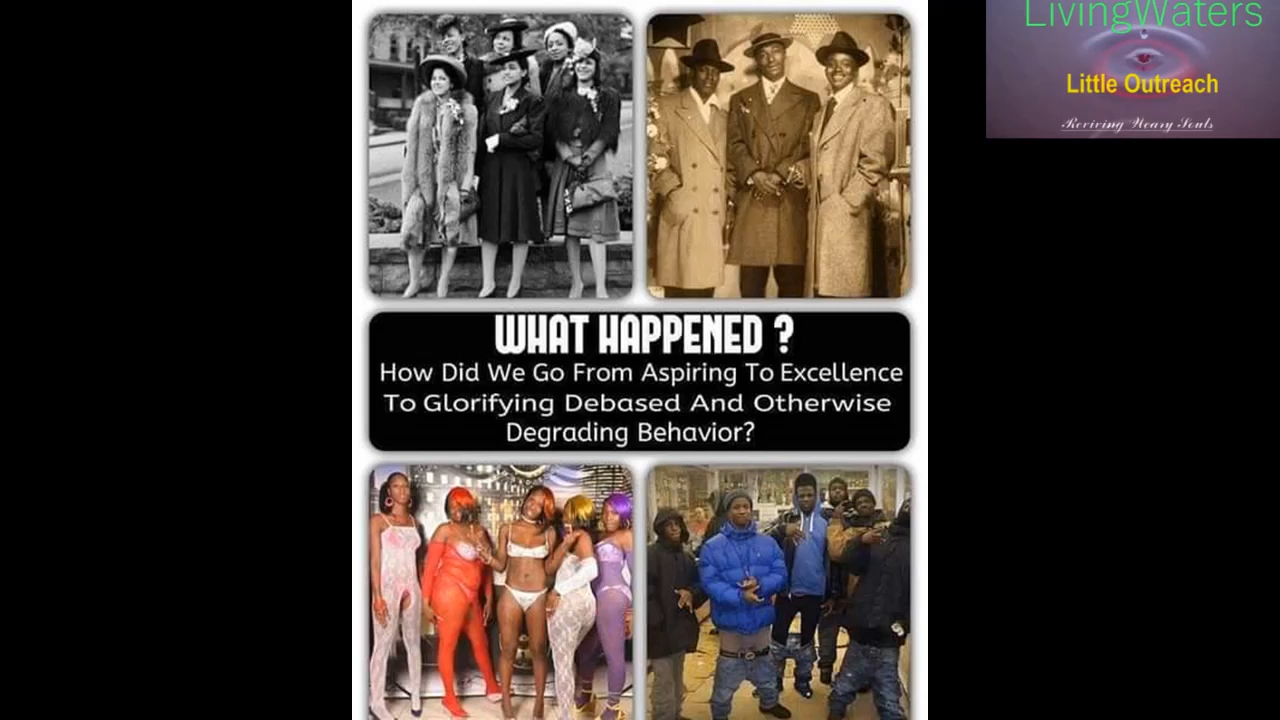 LivingWaters
Little Outreach
Reviving Weary Souls
WHAT HAPPENED ?
How Did We Go From Aspiring To Excellence
To Glorifying Debased And Otherwise
Degrading Behavior?